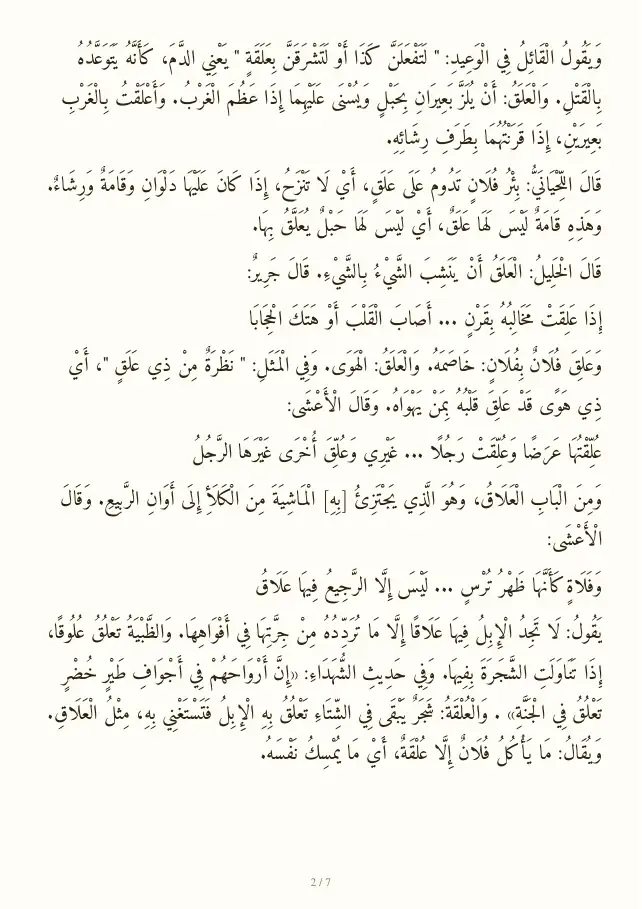 وَيَقُولُ الْقَائِلُ فِي الْوَعِيدِ: " لَتَفْعَلَنَّ كَذَا أَوْ لَتَشْرَقَنَّ بِعَلَقَةٍ " يَعْنِي الدَّمَ، كَأَنَّهُ يَتَوَعَّدُهُ
بِالْقَتْلِ. وَالْعَلَقُ: أَنْ يُلَزَّ بَعِيرَانِ بِحَبْلٍ وَيُسْنَى عَلَيْهِمَا إِذَا عَظُمَ الْغَرْبُ. وَأَعْلَقْتُ بِالْغَرْبِ
بَعِيرَيْنِ، إِذَا قَرَنْتُهُمَا بِطَرَفِ رِشَائِهِ.
قَالَ اللِّحْيَانَيُّ: بِئْرُ فُلَانٍ تَدُومُ عَلَى عَلَقٍ، أَيْ لَا تَنْزَحُ، إِذَا كَانَ عَلَيْهَا دَلْوَانِ وَقَامَةٌ وَرِشَاءٌ.
وَهَذِهِ قَامَةٌ لَيْسَ لَهَا عَلَقٌ، أَيْ لَيْسَ لَهَا حَبْلٌ يُعَلَّقُ بِهَا.
قَالَ الْخَلِيلُ: الْعَلَقُ أَنْ يَنَشِبَ الشَّيْءُ بِالشَّيْءِ. قَالَ جَرِيرٌ:
إِذَا عَلِقَتْ مَخَالِبُهُ بِقَرْنٍ ... أَصَابَ الْقَلْبَ أَوْ هَتَكَ الْحِجَابَا
وَعَلِقَ فُلَانٌ بِفُلَانٍ: خَاصَمَهُ. وَالْعَلَقُ: الْهَوَى. وَفِي الْمَثَلِ: " نَظْرَةٌ مِنْ ذِي عَلَقٍ "، أَيْ
ذِي هَوًى قَدْ عَلِقَ قَلْبُهُ بِمَنْ يَهْوَاهُ. وَقَالَ الْأَعْشَى:
عُلِّقْتُهَا عَرَضًا وَعُلِّقَتْ رَجُلًا ... غَيْرِي وَعُلِّقَ أُخْرَى غَيْرَهَا الرَّجُلُ
وَمِنَ الْبَابِ الْعَلَاقُ، وَهُوَ الَّذِي يَجْتَزِئُ [بِهِ] الْمَاشِيَةَ مِنَ الْكَلَأِ إِلَى أَوَانِ الرَّبِيعِ. وَقَالَ
الْأَعْشَى:
وَفَلَاةٍ كَأَنَّهَا ظَهْرُ تُرْسٍ ... لَيْسَ إِلَّا الرَّجِيعُ فِيهَا عَلَاقُ
يَقُولُ: لَا تَجِدُ الْإِبِلُ فِيهَا عَلَاقًا إِلَّا مَا تُرَدِّدُهُ مِنْ جِرَّتِهَا فِي أَفْوَاهِهَا. وَالظَّبْيَةُ تَعْلُقُ عُلُوقًا،
إِذَا تَنَاوَلَتِ الشَّجَرَةَ بِفِيهَا. وَفِي حَدِيثِ الشُّهَدَاءِ: «إِنَّ أَرْوَاحَهُمْ فِي أَجْوَافِ طَيْرٍ خُضْرٍ
تَعْلُقُ فِي الْجَنَّةِ» . وَالْعُلْقَةُ: شَجَرٌ يَبْقَى فِي الشِّتَاءِ تَعْلُقُ بِهِ الْإِبِلُ فَتَسْتَغْنِي بِهِ، مِثْلُ الْعَلَاقِ.
وَيُقَالُ: مَا يَأْكُلُ فُلَانٌ إِلَّا عُلْقَةً، أَيْ مَا يُمْسِكُ نَفْسَهُ.
2 / 7